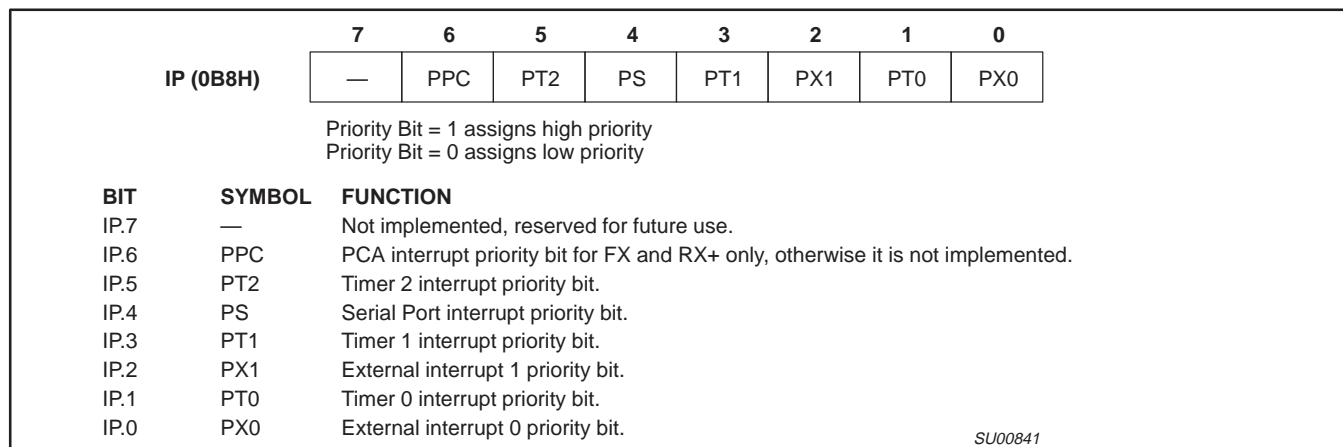 7 6 5 4 3 2 1 0
IP (0B8H) — PPC PT2 PS PT1 PX1 PT0 PX0
Priority Bit = 1 assigns high priority
Priority Bit = 0 assigns low priority
BIT SYMBOL FUNCTION
IP.7 — Not implemented, reserved for future use.
IP.6 PPC PCA interrupt priority bit for FX and RX+ only, otherwise it is not implemented.
IP.5 PT2 Timer 2 interrupt priority bit.
IP.4 PS Serial Port interrupt priority bit.
IP.3 PT1 Timer 1 interrupt priority bit.
IP.2 PX1 External interrupt 1 priority bit.
IP.1 PT0 Timer 0 interrupt priority bit.
IP.0 PX0 External interrupt 0 priority bit.
SU00841